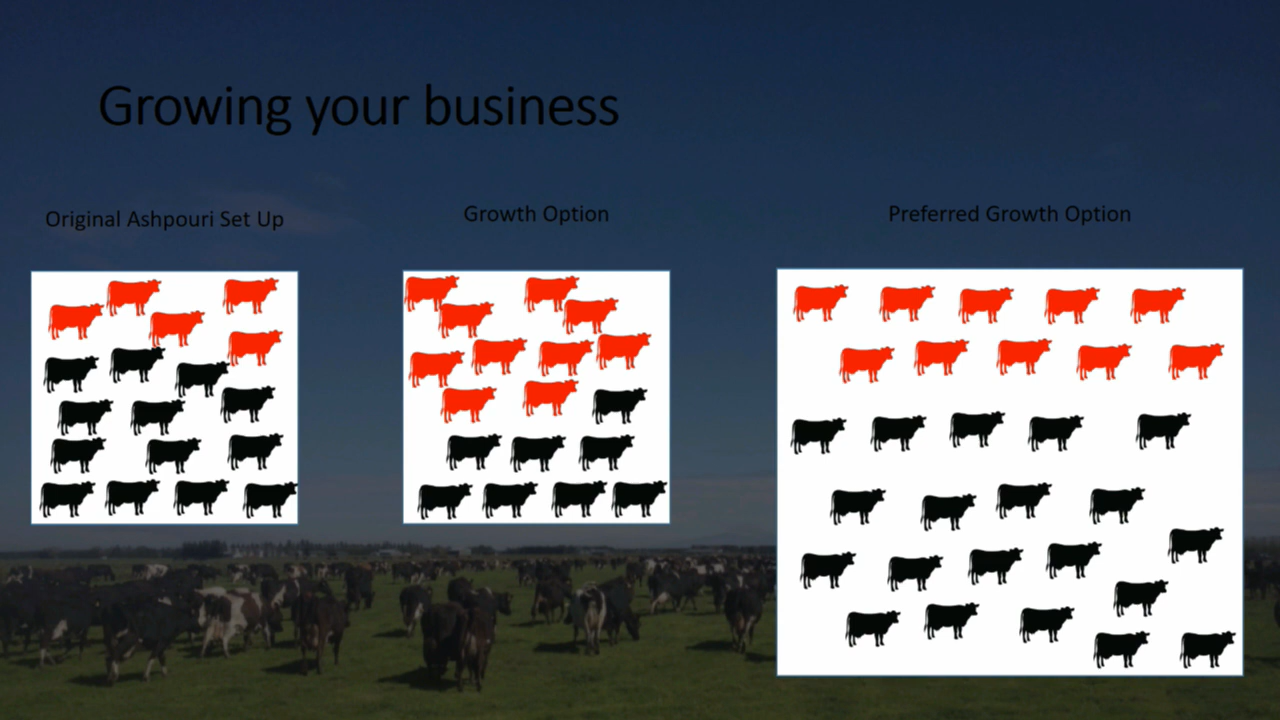 Growing your business
Original Ashpouri Set Up
Growth Option
Preferred Growth Option